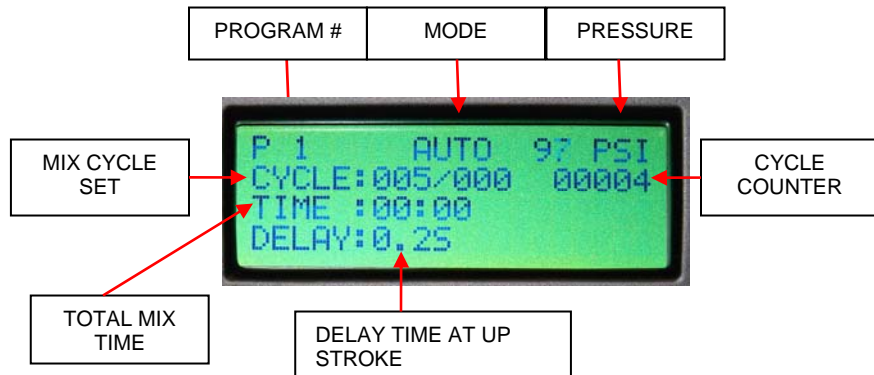 PROGRAM #
MODE
PRESSURE
MIX CYCLE
SET
P 1 AUTO 97 PSI
CYCLE:005/000 00004
TIME :00:00
DELAY:0.2S
CYCLE
COUNTER
TOTAL MIX
TIME
DELAY TIME AT UP
STROKE